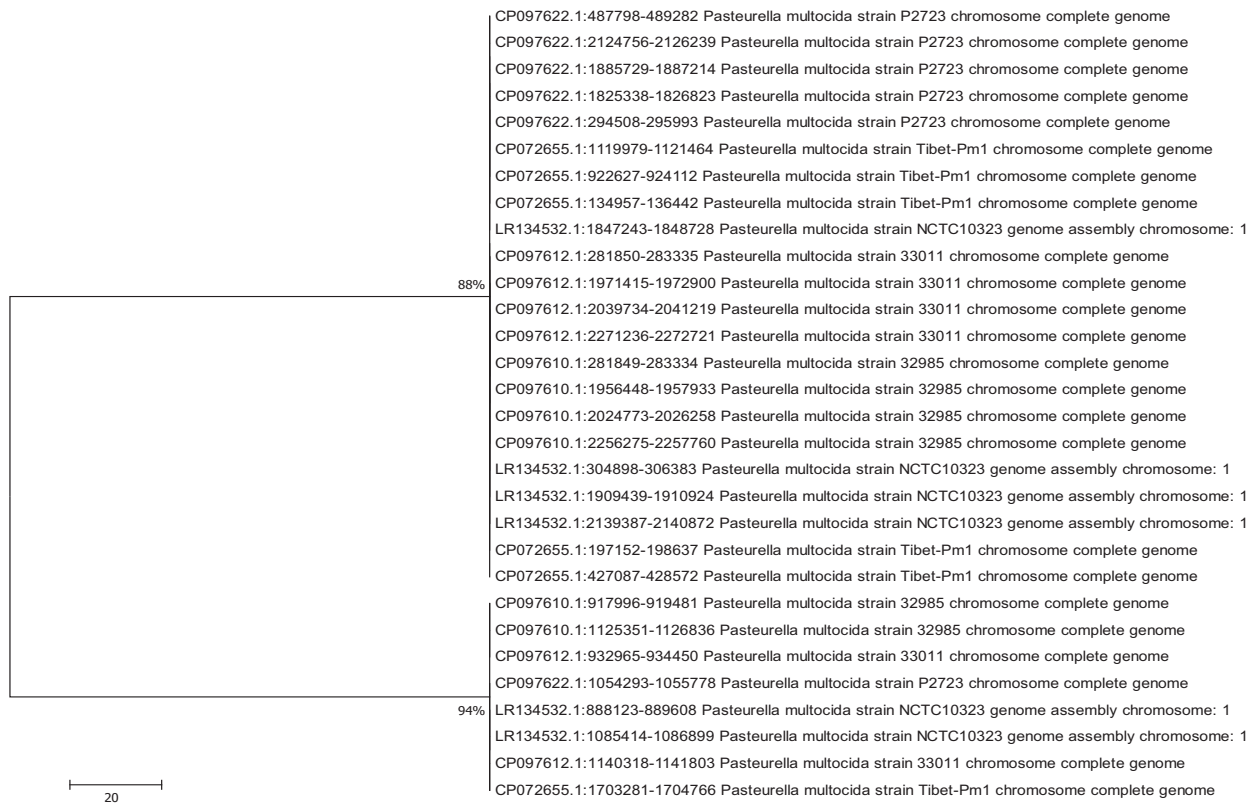 CP097622.1:487798-489282 Pasteurella multocida strain P2723 chromosome complete genome
CP097622.1:2124756-2126239 Pasteurella multocida strain P2723 chromosome complete genome
CP097622.1:1885729-1887214 Pasteurella multocida strain P2723 chromosome complete genome
CP097622.1:1825338-1826823 Pasteurella multocida strain P2723 chromosome complete genome
CP097622.1:294508-295993 Pasteurella multocida strain P2723 chromosome complete genome
CP072655.1:1119979-1121464 Pasteurella multocida strain Tibet-Pm1 chromosome complete genome
CP072655.1:922627-924112 Pasteurella multocida strain Tibet-Pm1 chromosome complete genome
CP072655.1:134957-136442 Pasteurella multocida strain Tibet-Pm1 chromosome complete genome
LR134532.1:1847243-1848728 Pasteurella multocida strain NCTC10323 genome assembly chromosome: 1
CP097612.1:281850-283335 Pasteurella multocida strain 33011 chromosome complete genome
88%
CP097612.1:1971415-1972900 Pasteurella multocida strain 33011 chromosome complete genome
CP097612.1:2039734-2041219 Pasteurella multocida strain 33011 chromosome complete genome
CP097612.1:2271236-2272721 Pasteurella multocida strain 33011 chromosome complete genome
CP097610.1:281849-283334 Pasteurella multocida strain 32985 chromosome complete genome
CP097610.1:1956448-1957933 Pasteurella multocida strain 32985 chromosome complete genome
CP097610.1:2024773-2026258 Pasteurella multocida strain 32985 chromosome complete genome
CP097610.1:2256275-2257760 Pasteurella multocida strain 32985 chromosome complete genome
LR134532.1:304898-306383 Pasteurella multocida strain NCTC10323 genome assembly chromosome: 1
LR134532.1:1909439-1910924 Pasteurella multocida strain NCTC10323 genome assembly chromosome: 1
LR134532.1:2139387-2140872 Pasteurella multocida strain NCTC10323 genome assembly chromosome: 1
CP072655.1:197152-198637 Pasteurella multocida strain Tibet-Pm1 chromosome complete genome
CP072655.1:427087-428572 Pasteurella multocida strain Tibet-Pm1 chromosome complete genome
CP097610.1:917996-919481 Pasteurella multocida strain 32985 chromosome complete genome
CP097610.1:1125351-1126836 Pasteurella multocida strain 32985 chromosome complete genome
CP097612.1:932965-934450 Pasteurella multocida strain 33011 chromosome complete genome
CP097622.1:1054293-1055778 Pasteurella multocida strain P2723 chromosome complete genome
94%
LR134532.1:888123-889608 Pasteurella multocida strain NCTC10323 genome assembly chromosome: 1
LR134532.1:1085414-1086899 Pasteurella multocida strain NCTC10323 genome assembly chromosome: 1
CP097612.1:1140318-1141803 Pasteurella multocida strain 33011 chromosome complete genome
CP072655.1:1703281-1704766 Pasteurella multocida strain Tibet-Pm1 chromosome complete genome
20